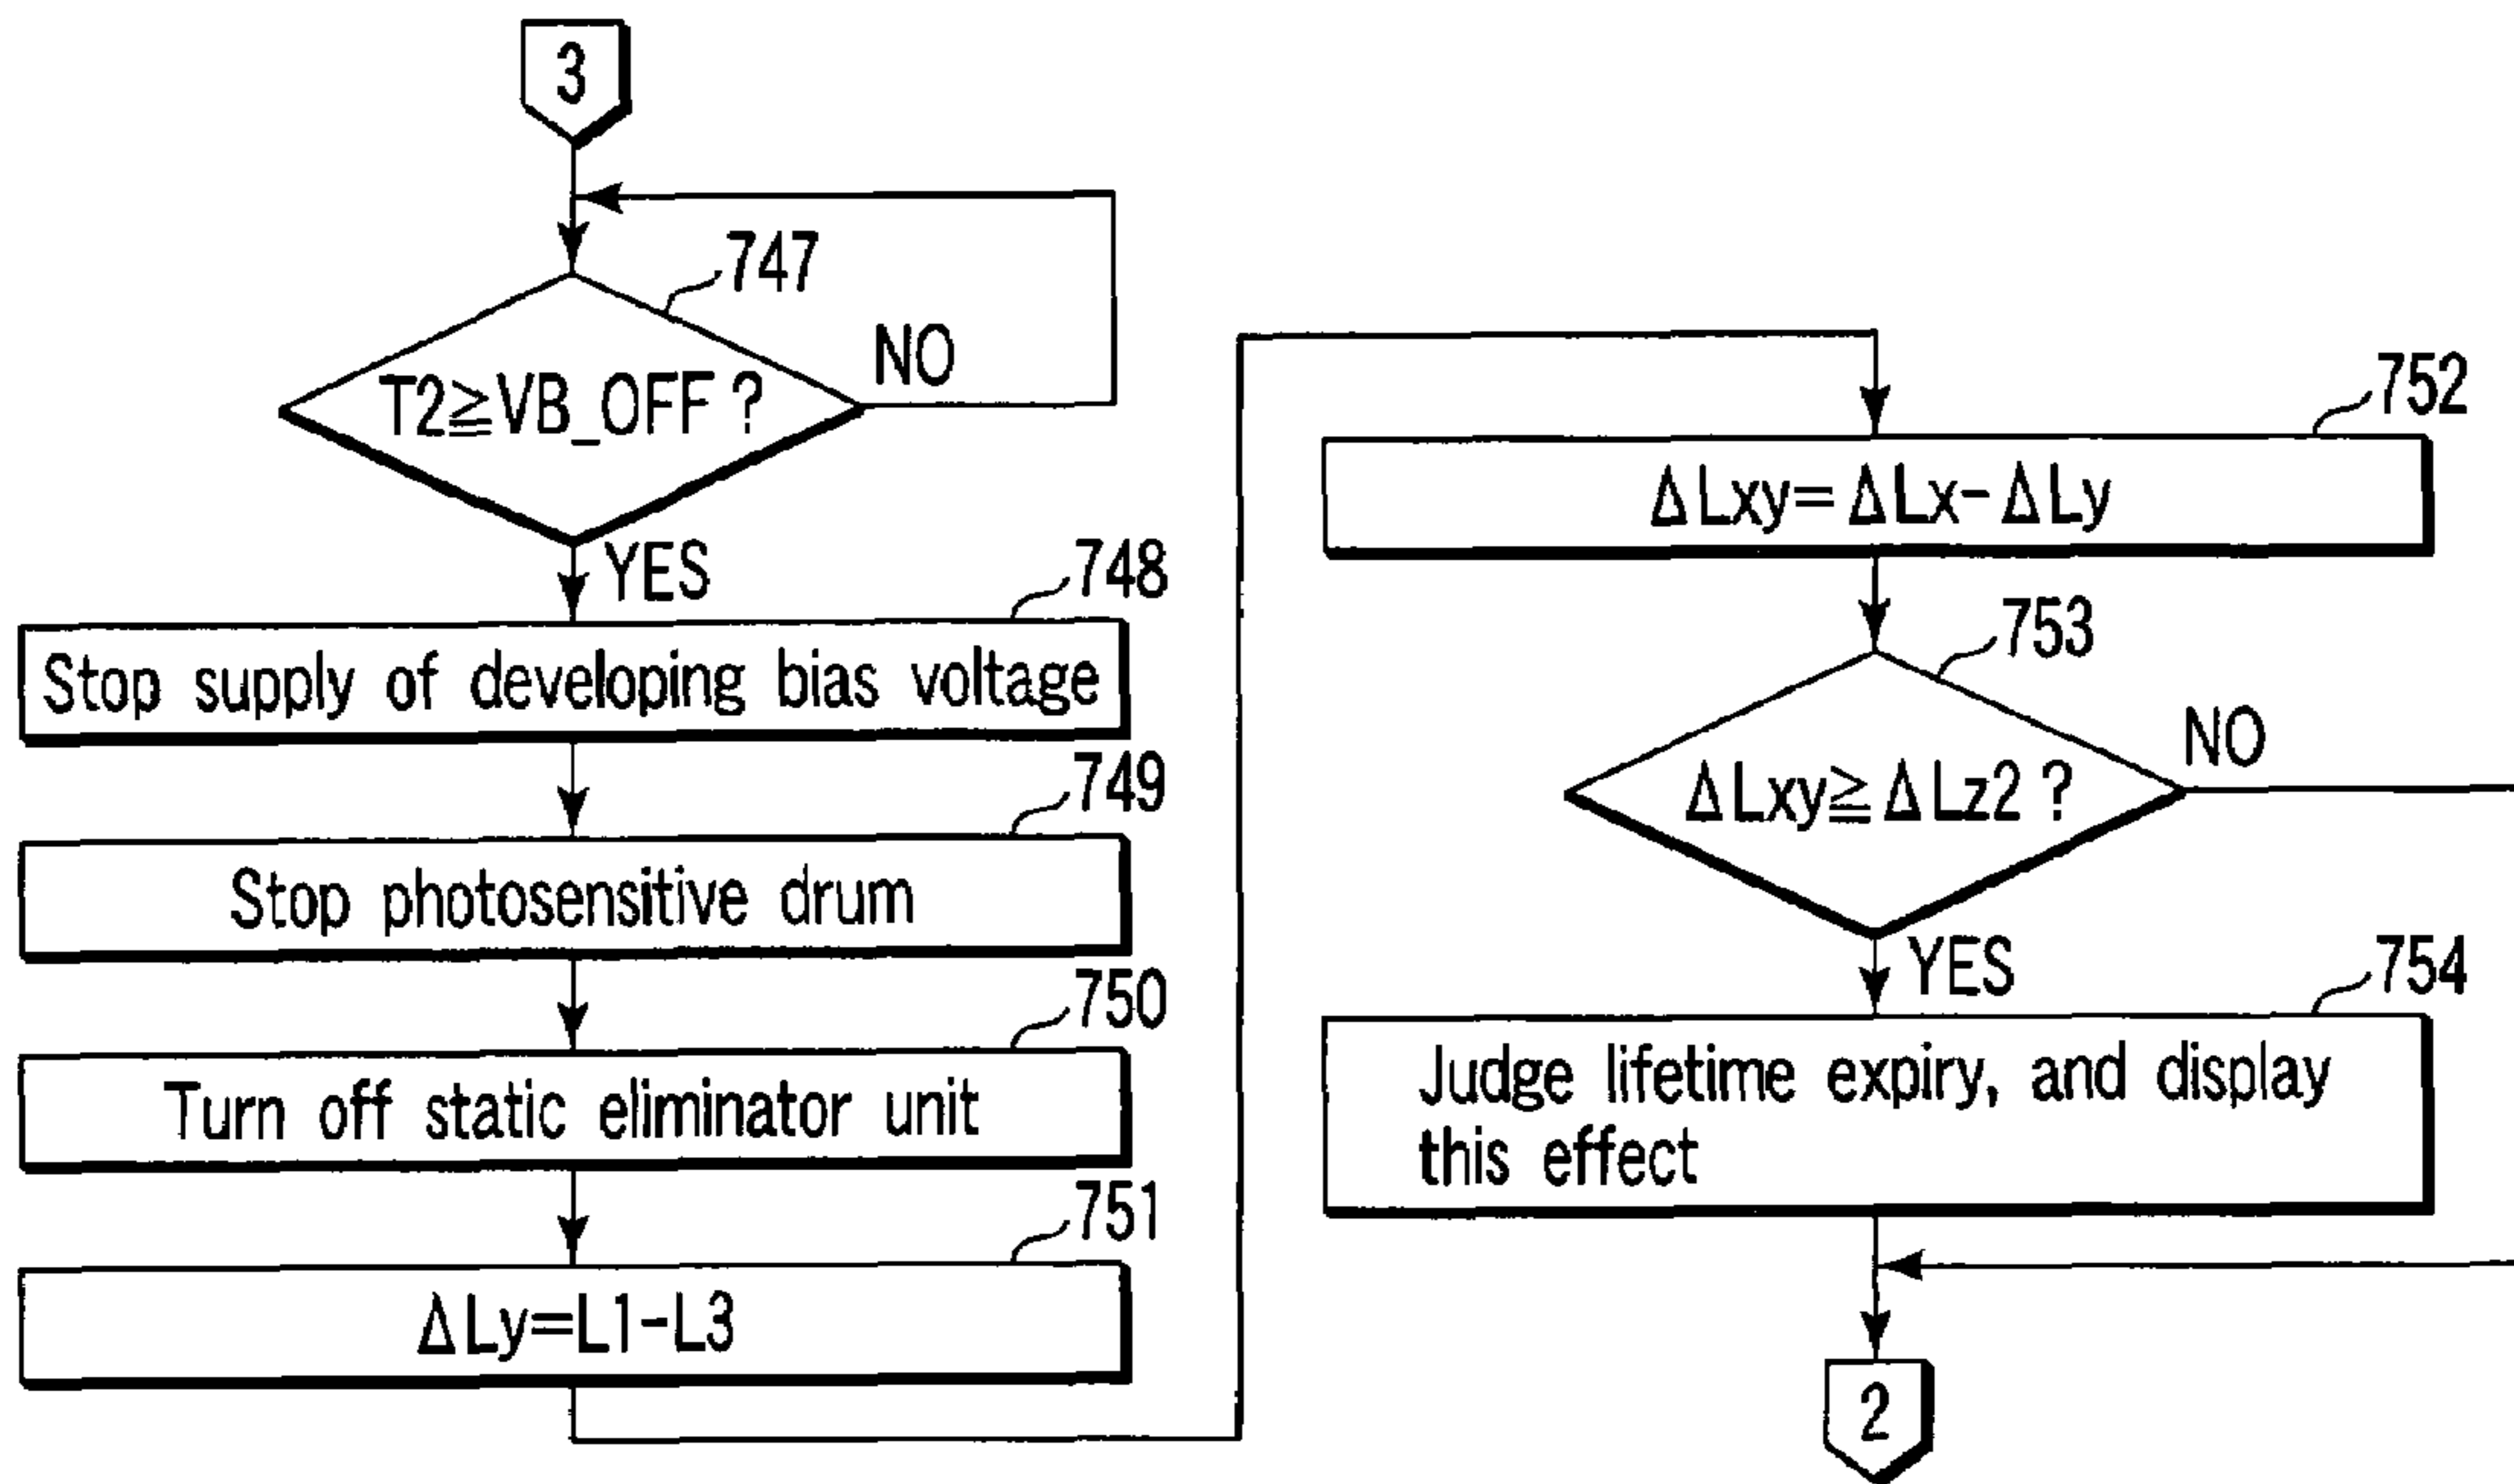 3
747
T2≧VB_OFF ?
NO
YES
748
Stop supply of developing bias voltage
749
Stop photosensitive drum
750
Turn off static eliminator unit
751
ΔLy=L1-L3
752
ΔLxy=ΔLx-ΔLy
753
ΔLxy≧ΔLz2 ?
NO
YES
754
Judge lifetime expiry, and display
this effect
2